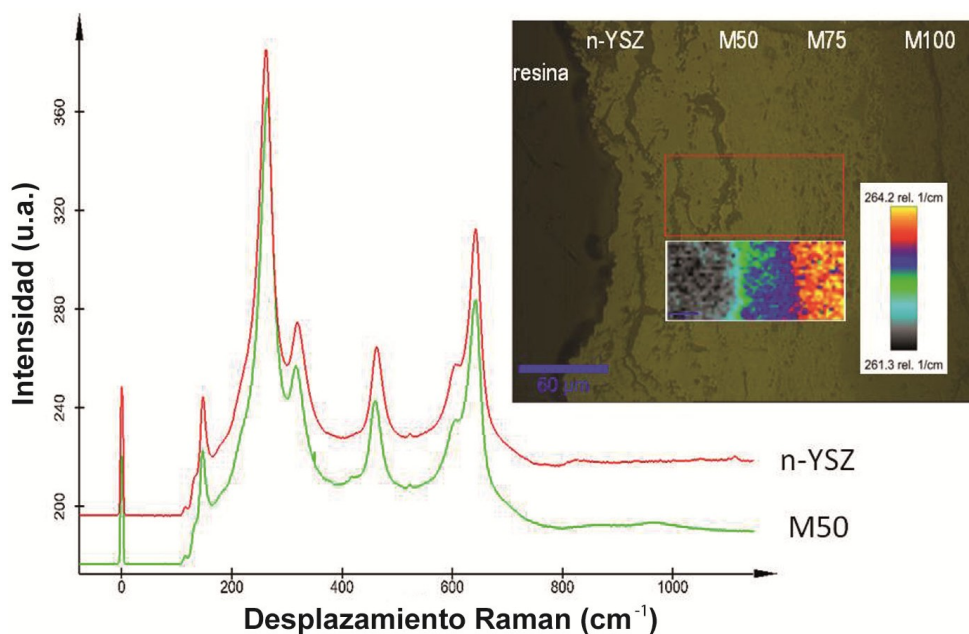 Intensidad (u.a.)
360
320
280
240
200
0
200
400
600
800
1000
Desplazamiento Raman (cm⁻¹)
n-YSZ
M50
n-YSZ M50 M75 M100
resina
264.2 rel. 1/cm
261.3 rel. 1/cm
60 µm